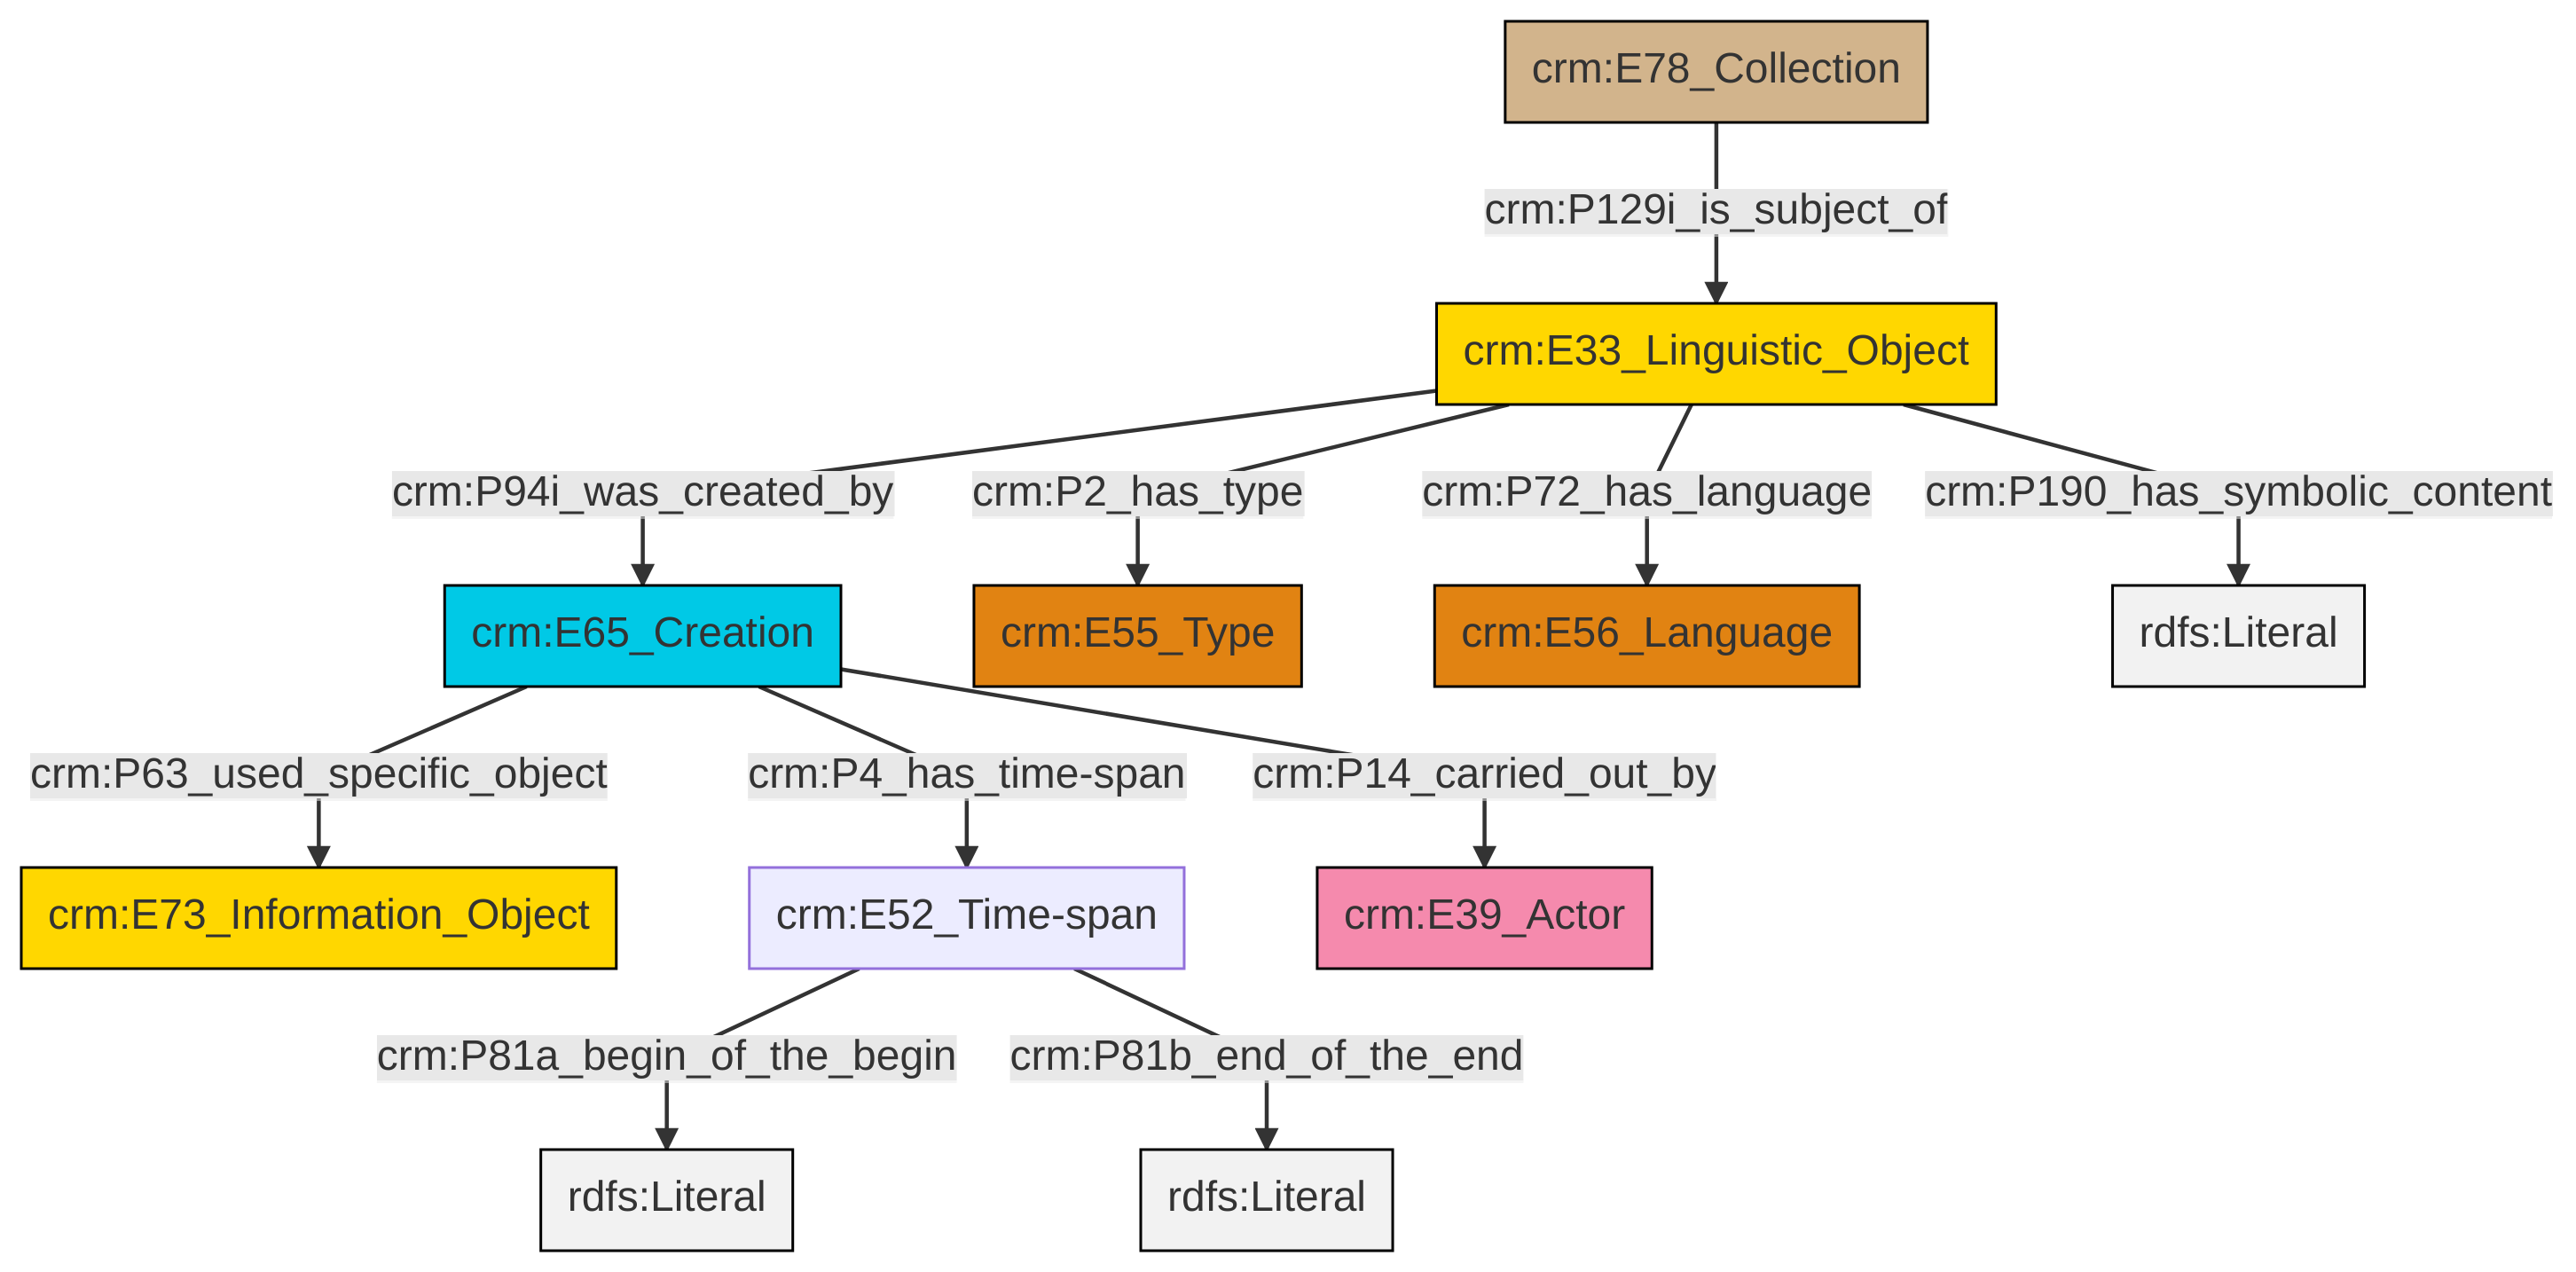 crm:E78_Collection
crm:P129i_is_subject_of
crm:E33_Linguistic_Object
crm:P94i_was_created_by
crm:P2_has_type
crm:P72_has_language
crm:P190_has_symbolic_content
crm:E65_Creation
crm:E55_Type
crm:E56_Language
rdfs:Literal
crm:P63_used_specific_object
crm:P4_has_time-span
crm:P14_carried_out_by
crm:E73_Information_Object
crm:E52_Time-span
crm:E39_Actor
crm:P81a_begin_of_the_begin
crm:P81b_end_of_the_end
rdfs:Literal
rdfs:Literal